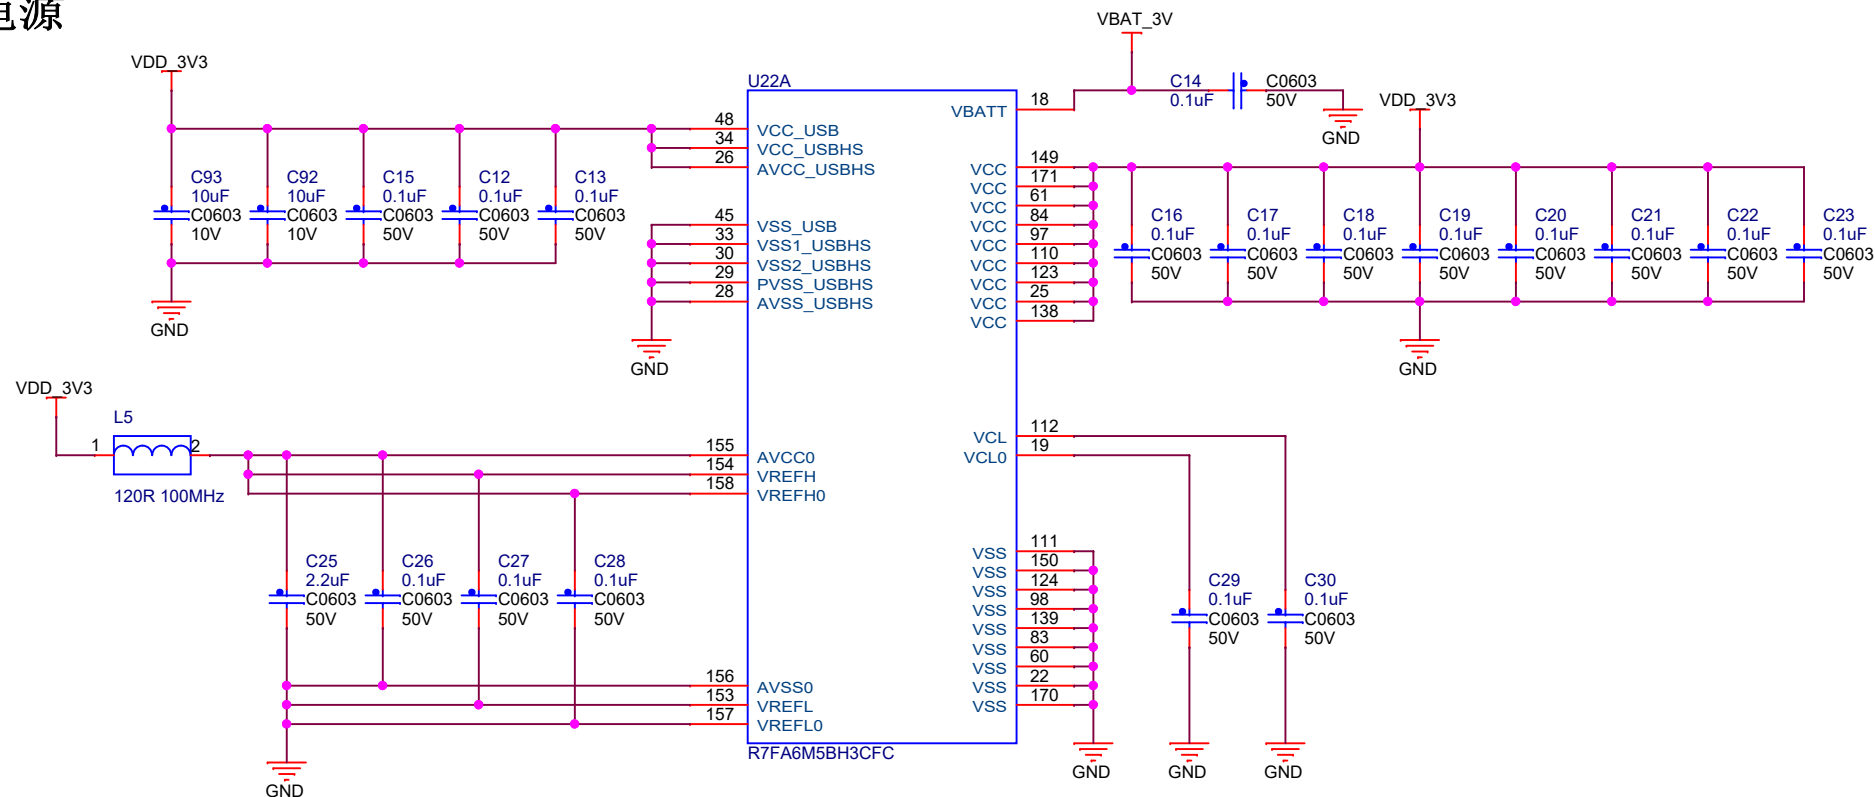 电源
VDD_3V3
C93
10uF
C0603
10V
C92
10uF
C0603
10V
C15
0.1uF
C0603
50V
C12
0.1uF
C0603
50V
C13
0.1uF
C0603
50V
GND
U22A
48 VCC_USB
34 VCC_USBHS
26 AVCC_USBHS
45 VSS_USB
33 VSS1_USBHS
30 VSS2_USBHS
29 PVSS_USBHS
28 AVSS_USBHS
GND
VDD_3V3
L5
1 2
120R 100MHz
155 AVCC0
154 VREFH
158 VREFH0
C25
2.2uF
C0603
50V
C26
0.1uF
C0603
50V
C27
0.1uF
C0603
50V
C28
0.1uF
C0603
50V
156 AVSS0
153 VREFL
157 VREFL0
GND
R7FA6M5BH3CFC
VBAT_3V
VBATT 18
C14
0.1uF
C0603
50V
GND
VDD_3V3
VCC 149
VCC 171
VCC 61
VCC 84
VCC 97
VCC 110
VCC 123
VCC 25
VCC 138
C16
0.1uF
C0603
50V
C17
0.1uF
C0603
50V
C18
0.1uF
C0603
50V
C19
0.1uF
C0603
50V
C20
0.1uF
C0603
50V
C21
0.1uF
C0603
50V
C22
0.1uF
C0603
50V
C23
0.1uF
C0603
50V
GND
VCL 112
VCL0 19
VSS 111
VSS 150
VSS 124
VSS 98
VSS 139
VSS 83
VSS 60
VSS 22
VSS 170
GND
C29
0.1uF
C0603
50V
GND
C30
0.1uF
C0603
50V
GND